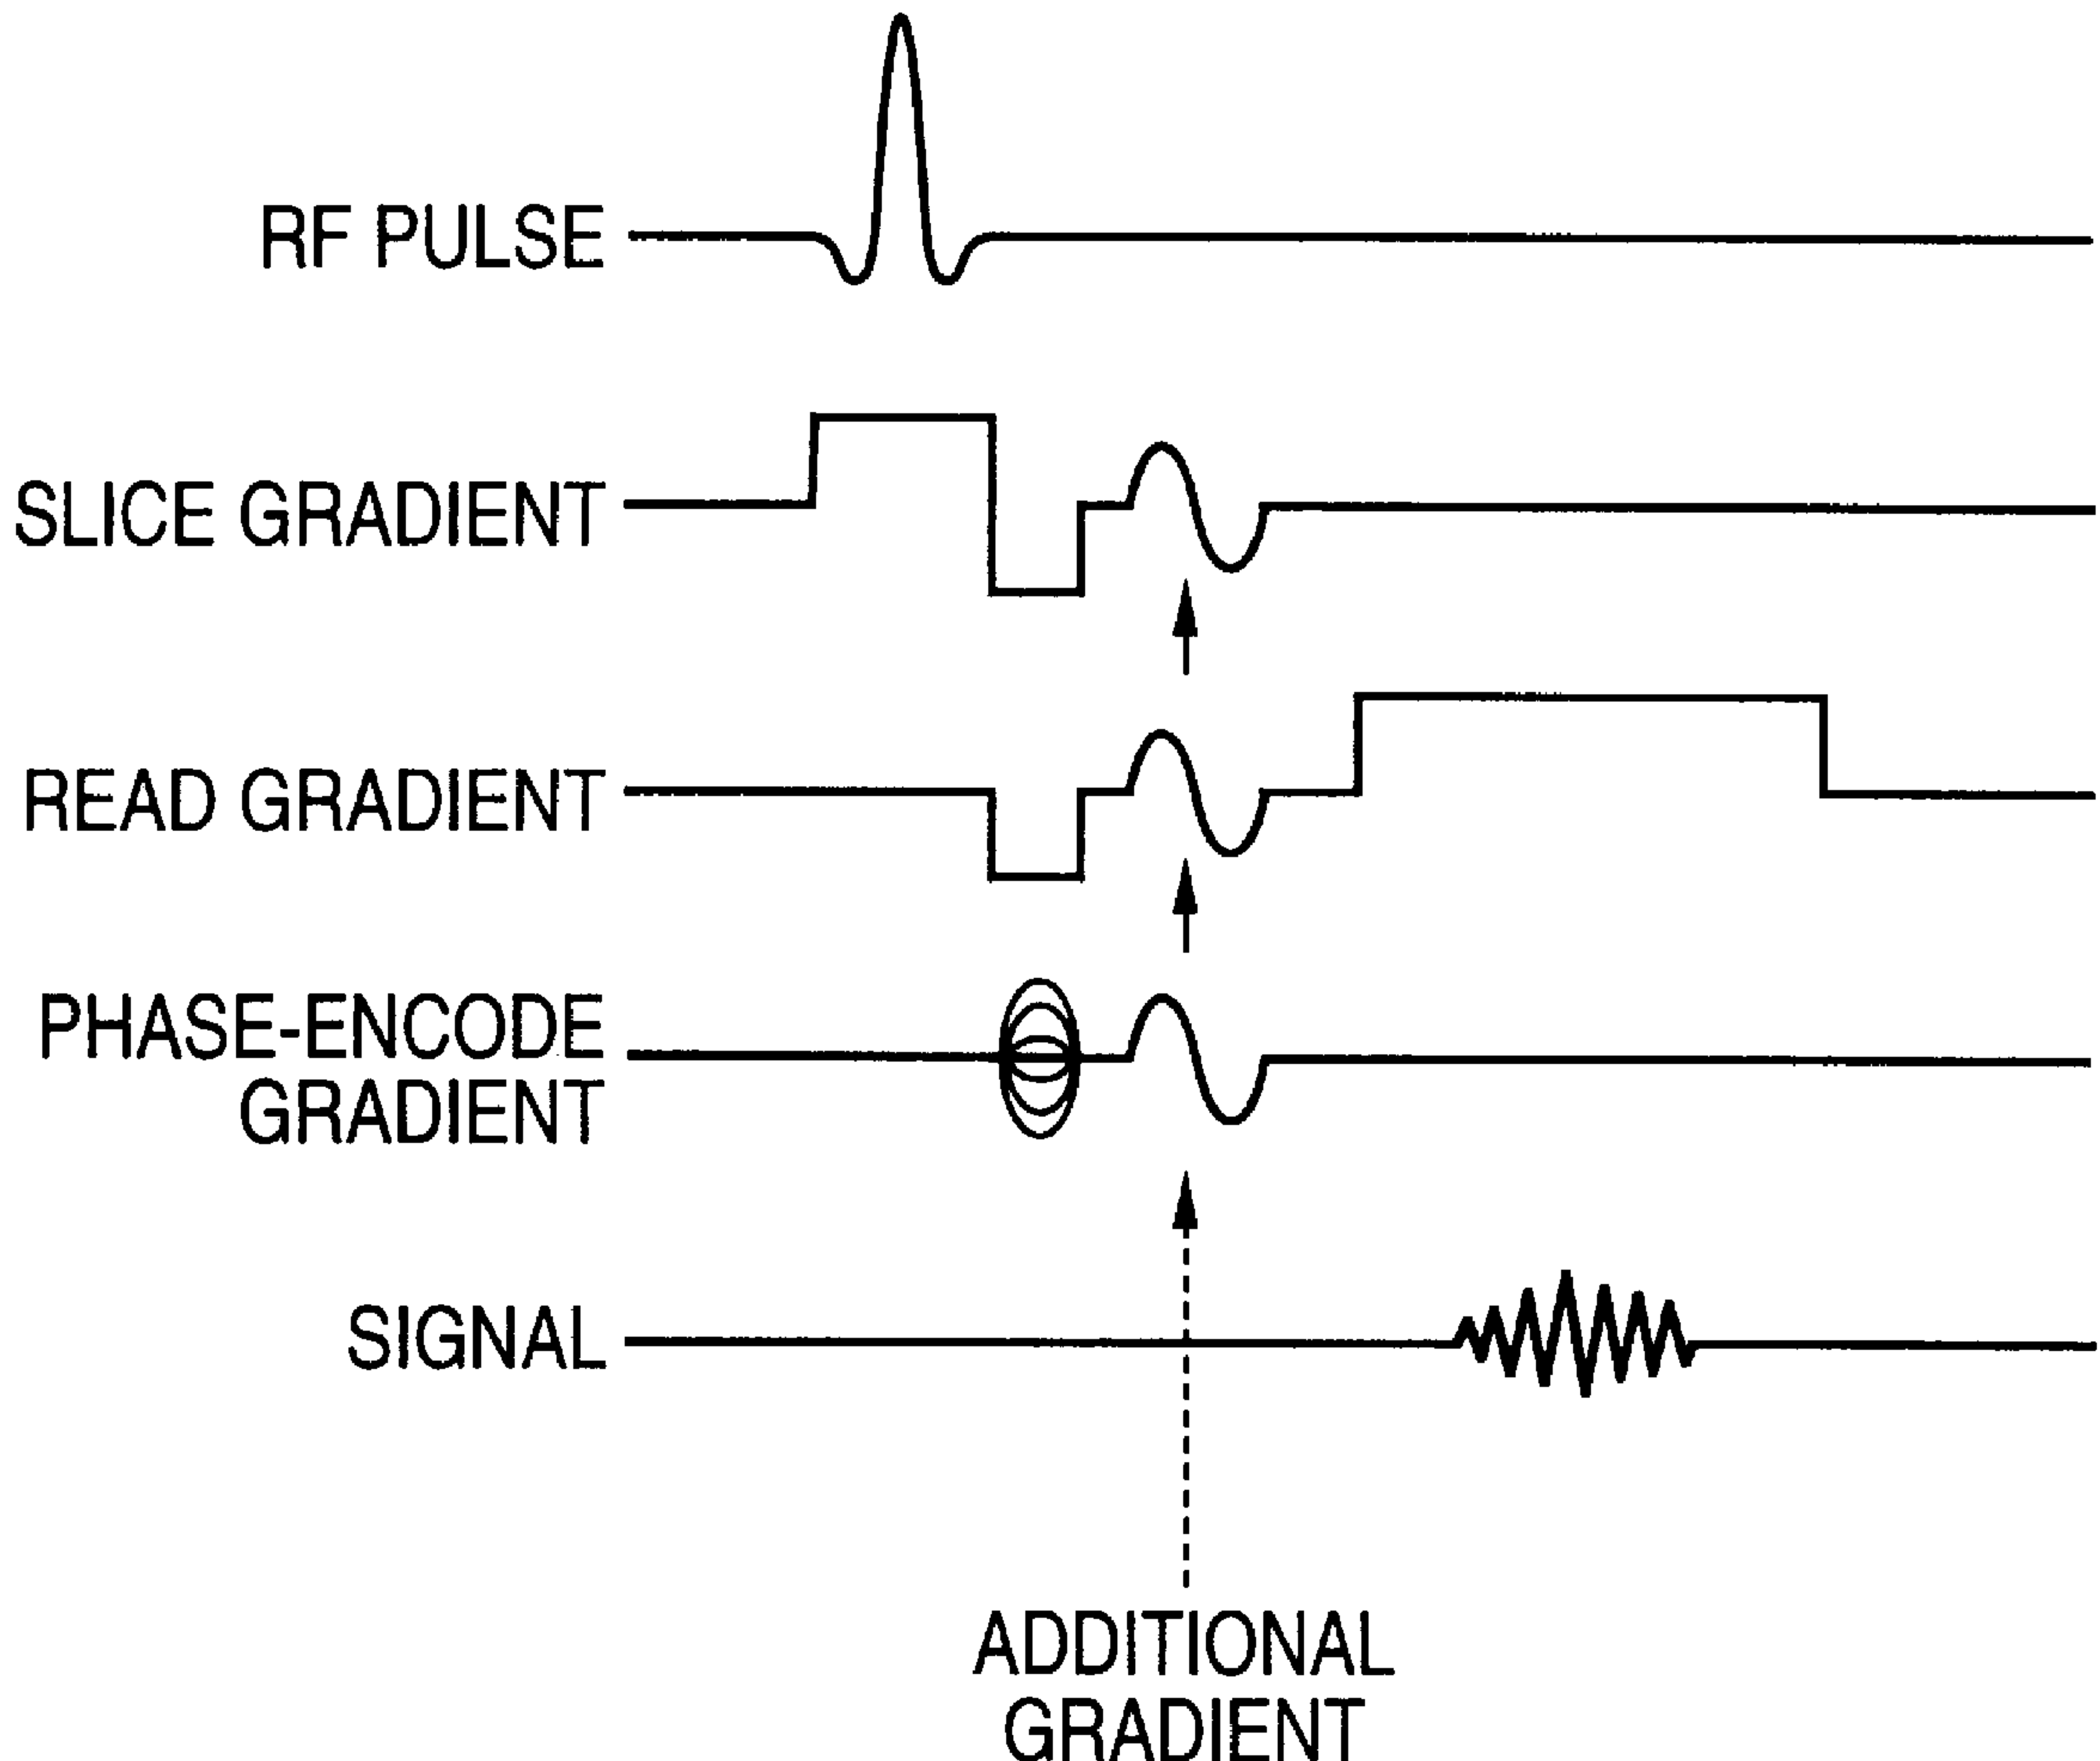 RF PULSE
SLICE GRADIENT
READ GRADIENT
PHASE-ENCODE
GRADIENT
SIGNAL
ADDITIONAL
GRADIENT